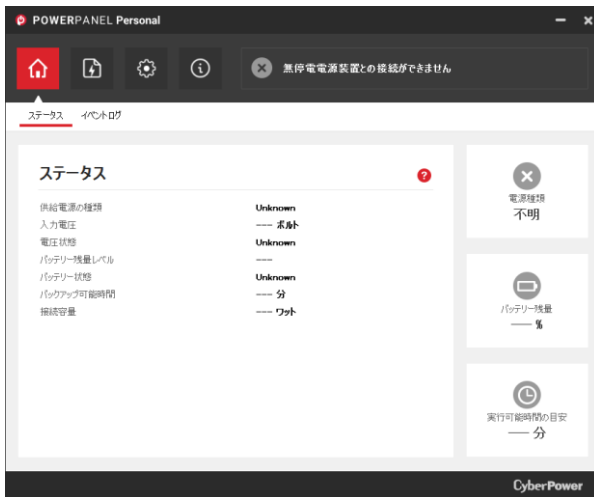 POWERPANEL Personal
無停電電源装置との接続ができません
ステータス イベントログ
ステータス
供給電源の種類 Unknown
入力電圧 --- ボルト
電圧状態 Unknown
バッテリー残量レベル ---
バッテリー状態 Unknown
バックアップ可能時間 --- 分
接続容量 --- ワット
電源種類
不明
バッテリー残量
--- %
実行可能時間の目安
--- 分
CyberPower